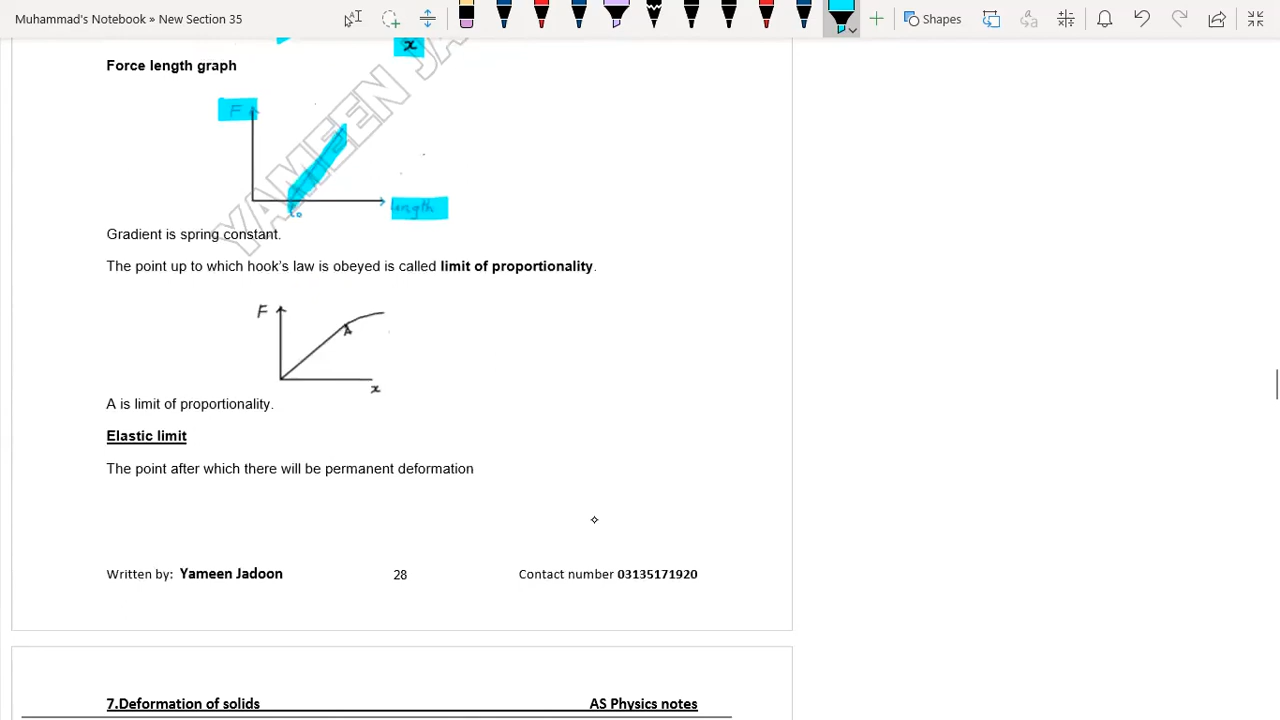 Muhammad's Notebook » New Section 35
Shapes
x
Force length graph
F
Length
Lo
Gradient is spring constant.
The point up to which hook's law is obeyed is called limit of proportionality.
F
A
x
A is limit of proportionality.
Elastic limit
The point after which there will be permanent deformation
Written by: Yameen Jadoon 28 Contact number 03135171920
7.Deformation of solids AS Physics notes
YAMEEN JA